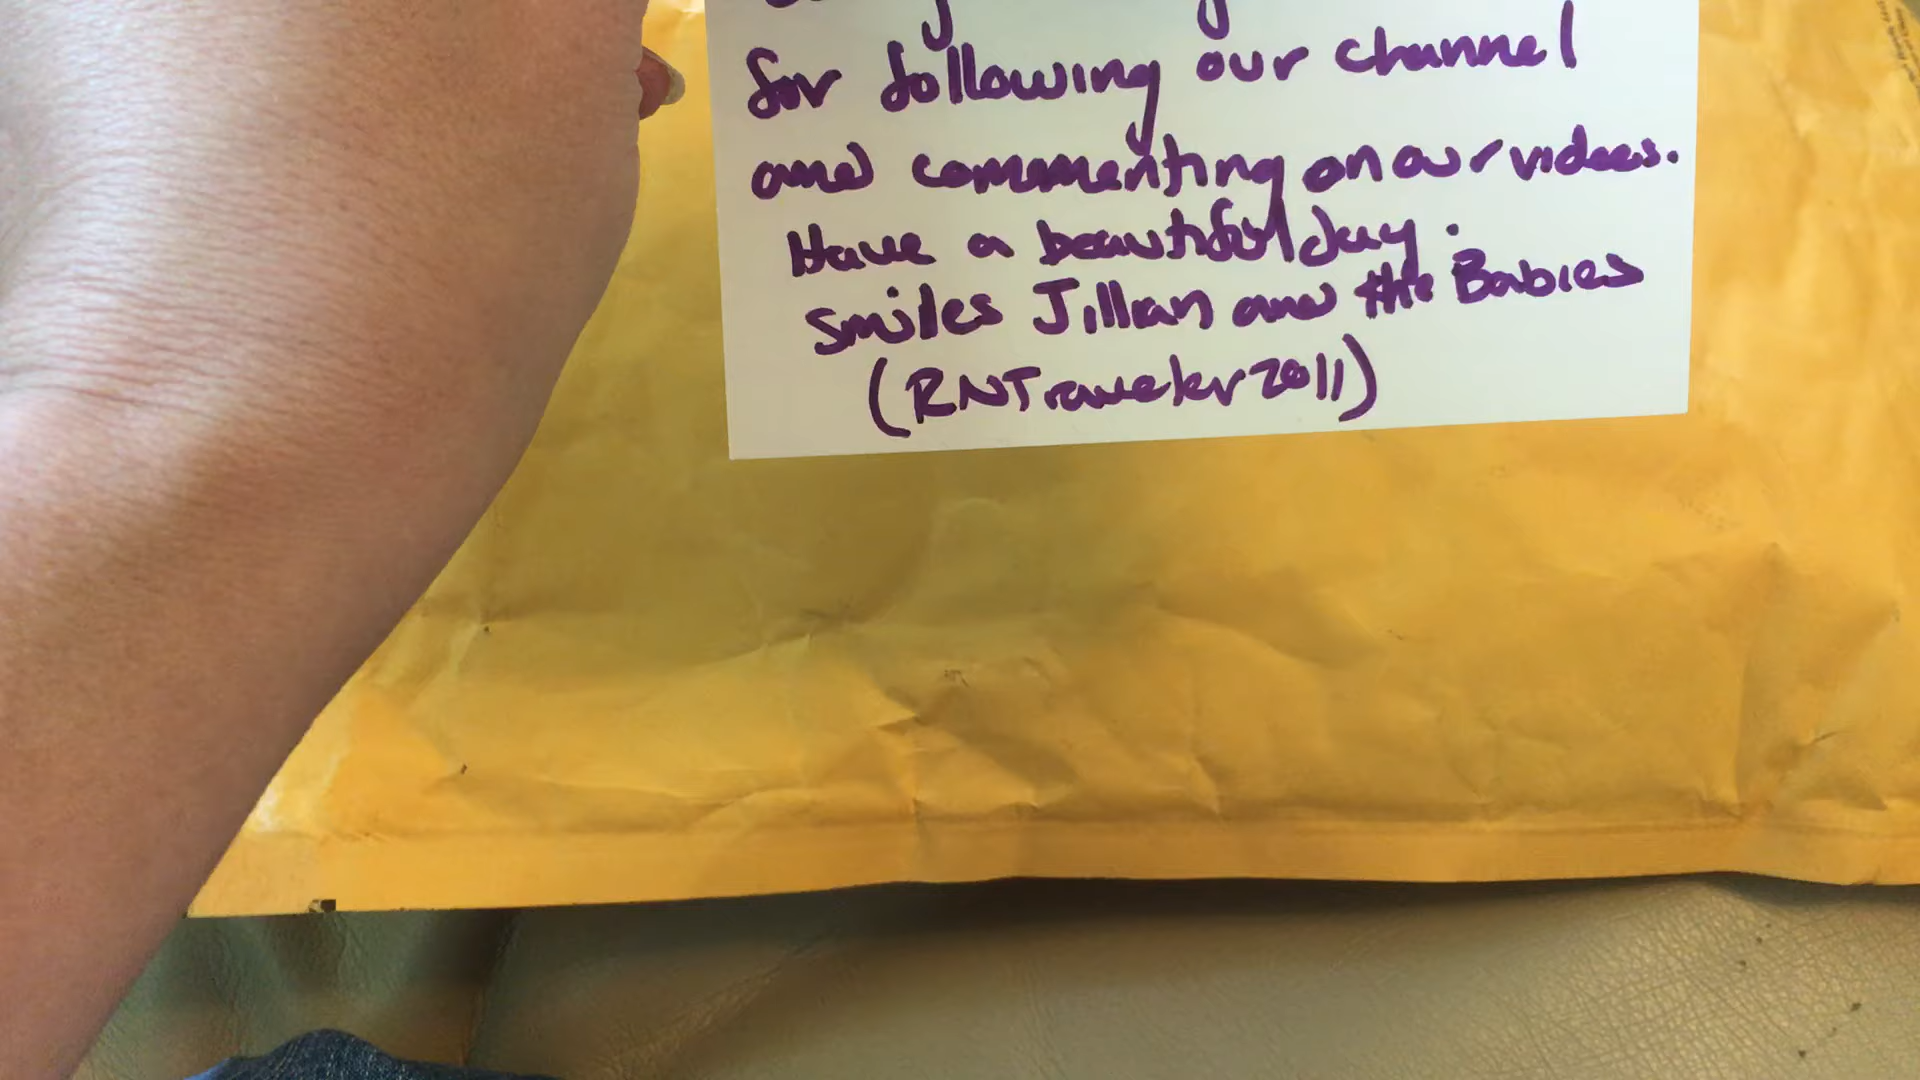 for following our channel
and commenting on our videos.
Have a beautiful day.
Smiles Jillian and the Babies
(RNTraveler2011)